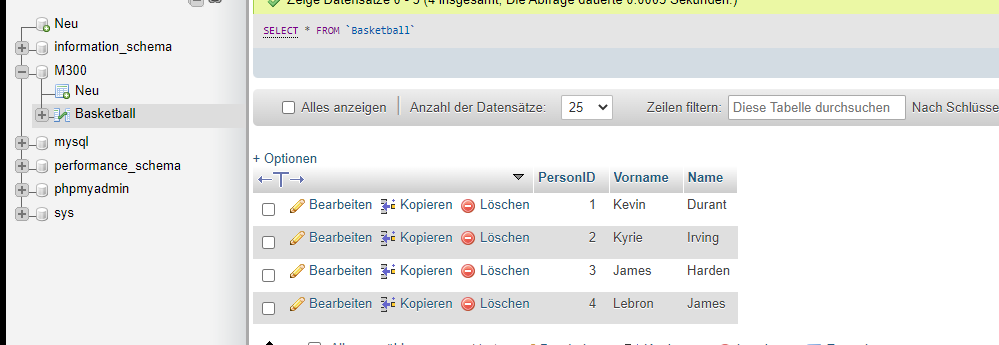 Zeige Datensätze 0 - 3 (4 insgesamt, Die Abfrage dauerte 0.0005 Sekunden.)
SELECT * FROM `Basketball`
Neu
information_schema
M300
Neu
Basketball
mysql
performance_schema
phpmyadmin
sys
Alles anzeigen Anzahl der Datensätze: 25 Zeilen filtern: Diese Tabelle durchsuchen Nach Schlüsse
+ Optionen
←T→ PersonID Vorname Name
Bearbeiten Kopieren Löschen 1 Kevin Durant
Bearbeiten Kopieren Löschen 2 Kyrie Irving
Bearbeiten Kopieren Löschen 3 James Harden
Bearbeiten Kopieren Löschen 4 Lebron James